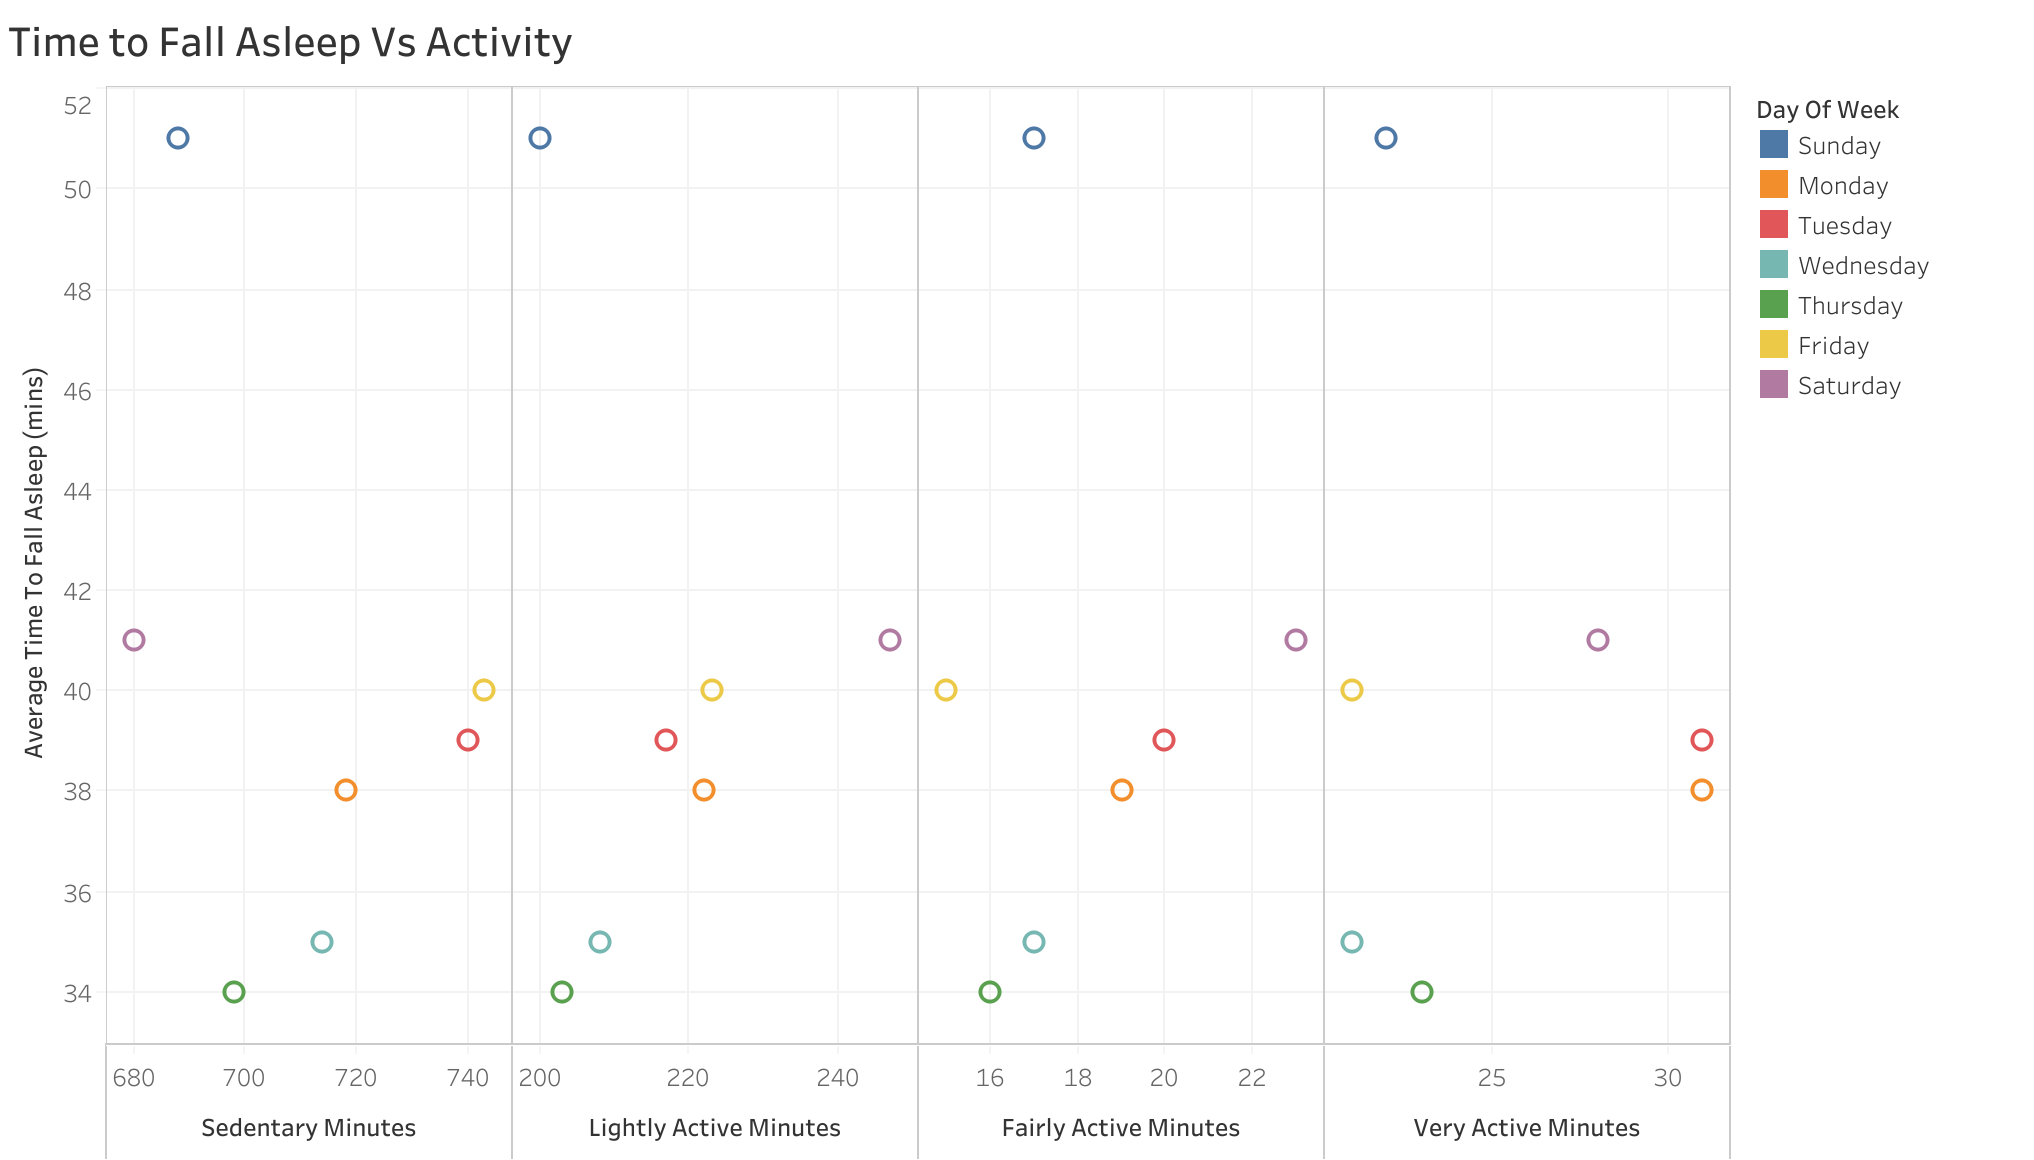 Time to Fall Asleep Vs Activity
Average Time To Fall Asleep (mins)
52
50
48
46
44
42
40
38
36
34
680 700 720 740 200 220 240 16 18 20 22 25 30
Sedentary Minutes Lightly Active Minutes Fairly Active Minutes Very Active Minutes
Day Of Week
Sunday
Monday
Tuesday
Wednesday
Thursday
Friday
Saturday